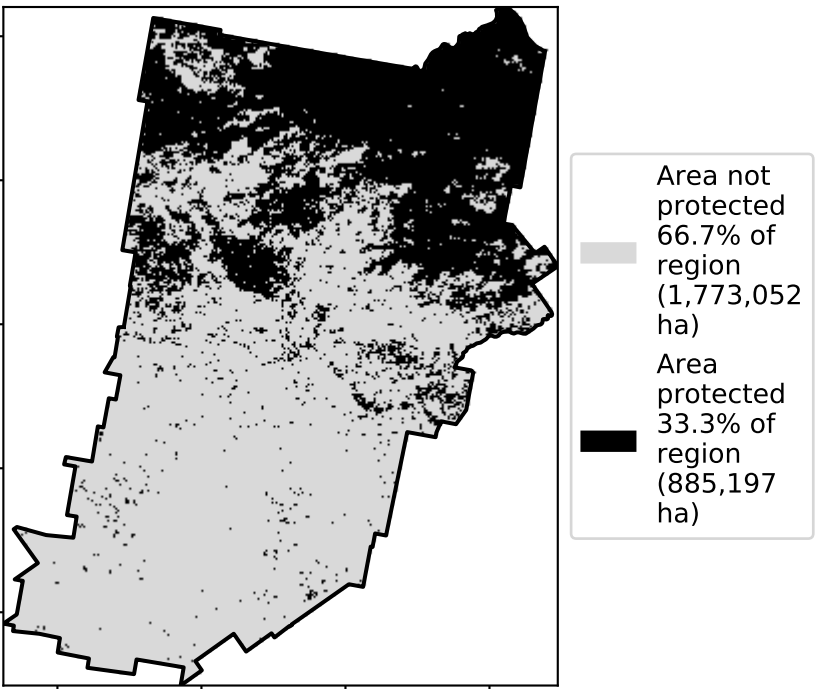 Area not
protected
66.7% of
region
(1,773,052
ha)
Area
protected
33.3% of
region
(885,197
ha)